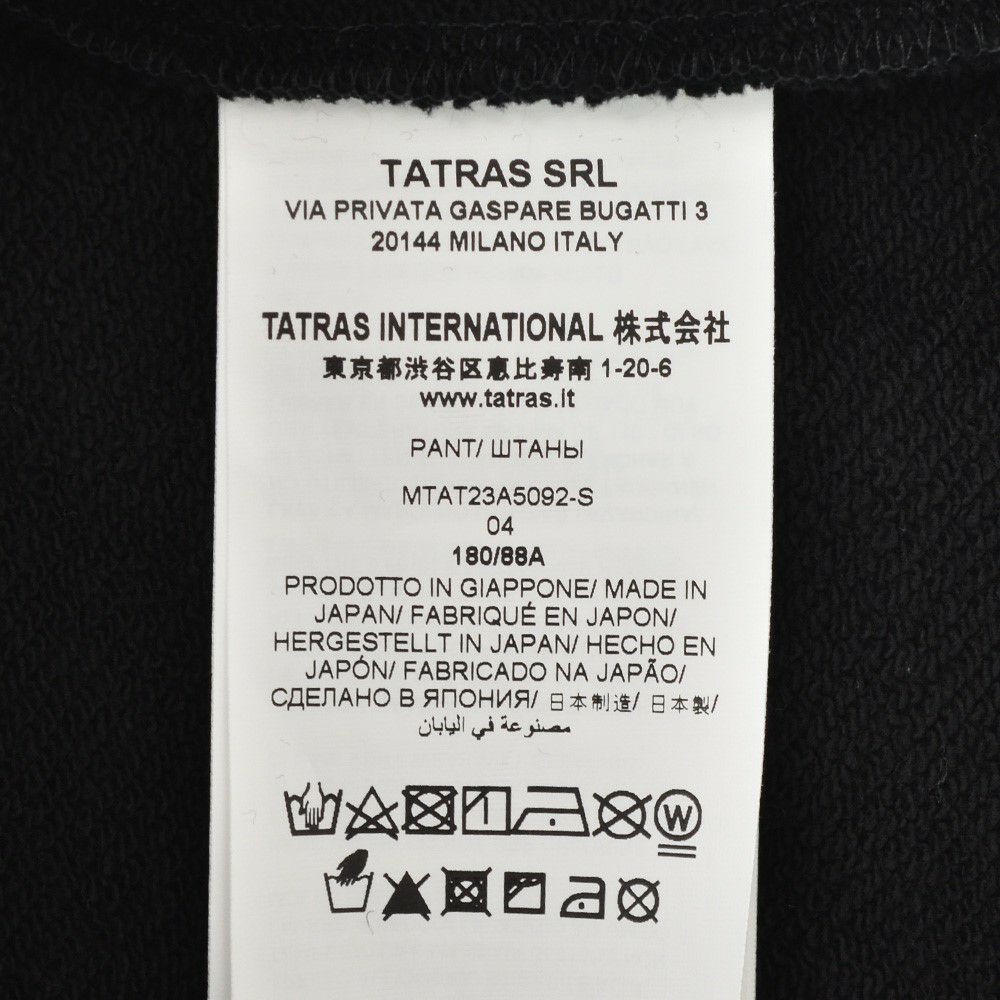 TATRAS SRL
VIA PRIVATA GASPARE BUGATTI 3
20144 MILANO ITALY
TATRAS INTERNATIONAL 株式会社
東京都渋谷区恵比寿南 1-20-6
www.tatras.it
PANT/ ШТАНЫ
MTAT23A5092-S
04
180/88A
PRODOTTO IN GIAPPONE/ MADE IN
JAPAN/ FABRIQUÉ EN JAPON/
HERGESTELLT IN JAPAN/ HECHO EN
JAPÓN/ FABRICADO NA JAPÃO/
СДЕЛАНО В ЯПОНИЯ/ 日本制造/ 日本製/
مصنوعة في اليابان
W